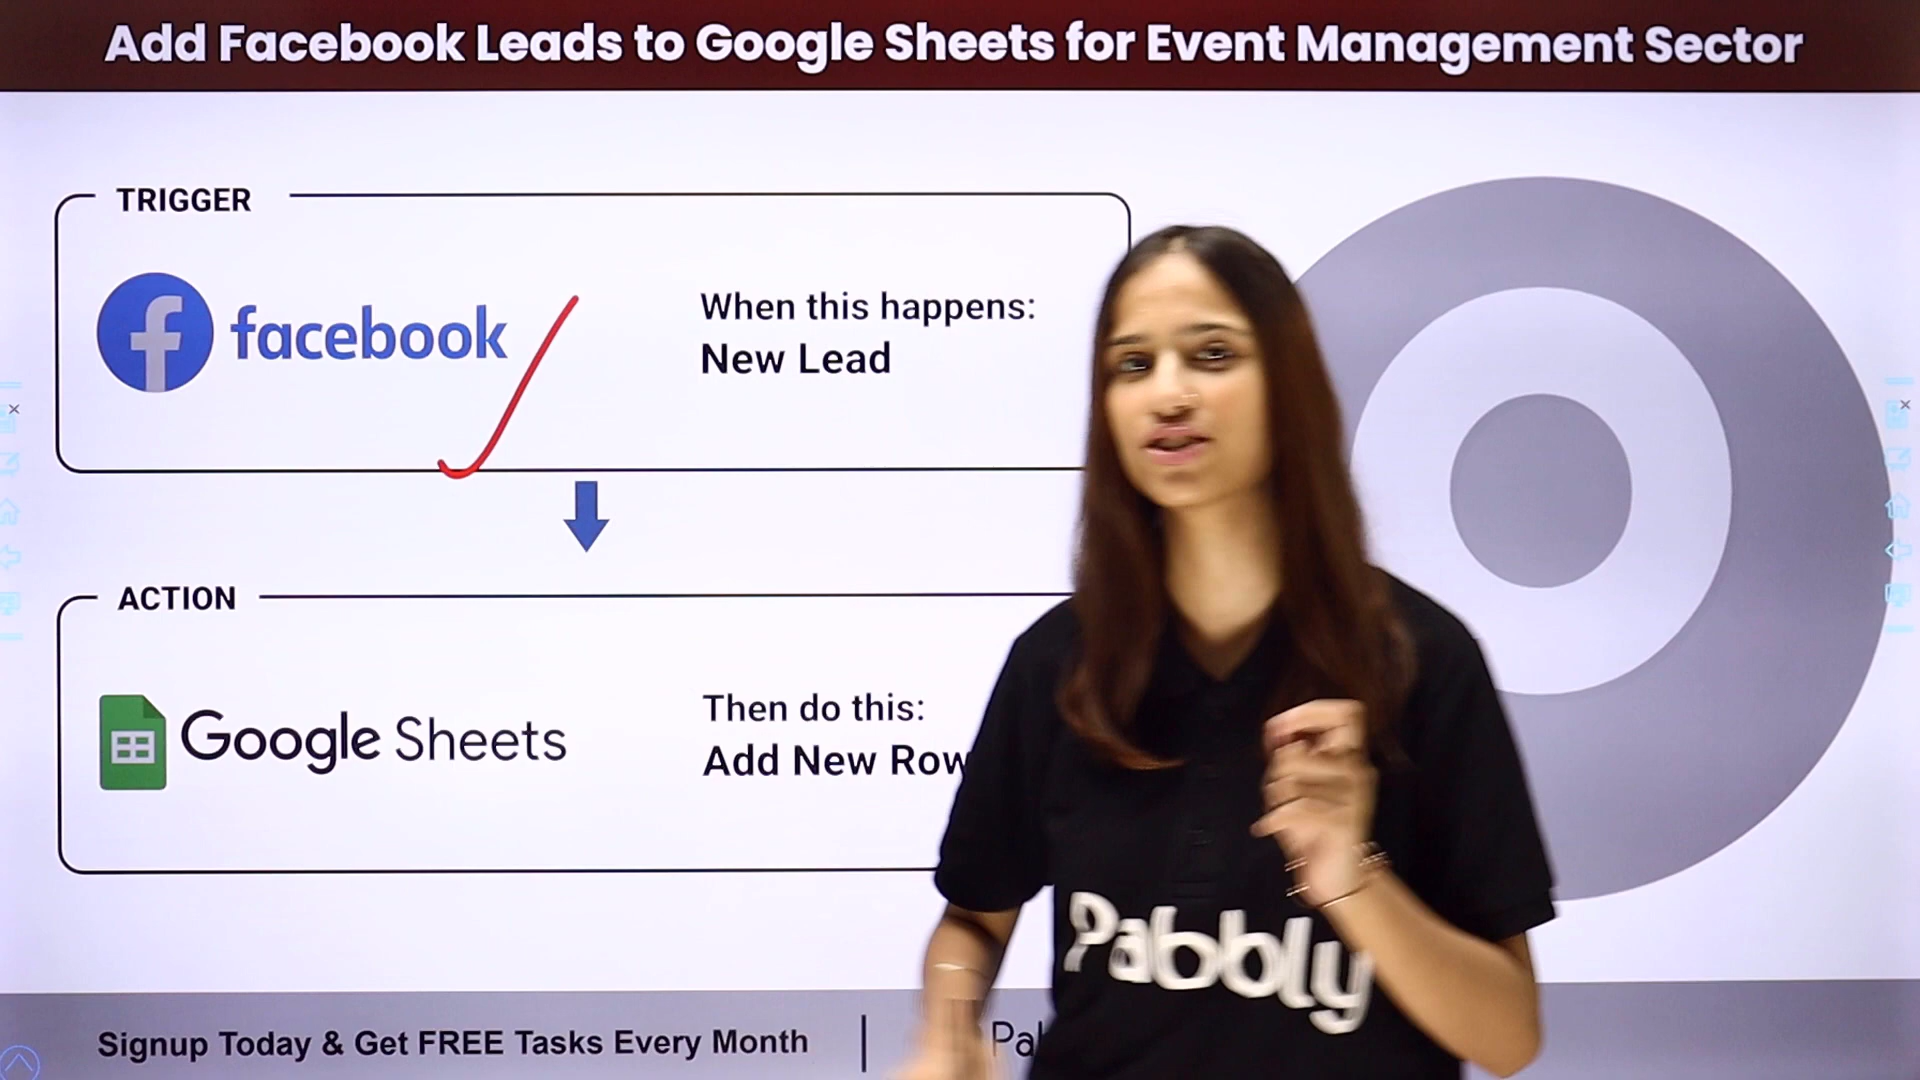 Add Facebook Leads to Google Sheets for Event Management Sector
TRIGGER
facebook
When this happens:
New Lead
ACTION
Google Sheets
Then do this:
Add New Row
Pabbly
Signup Today & Get FREE Tasks Every Month | Pab